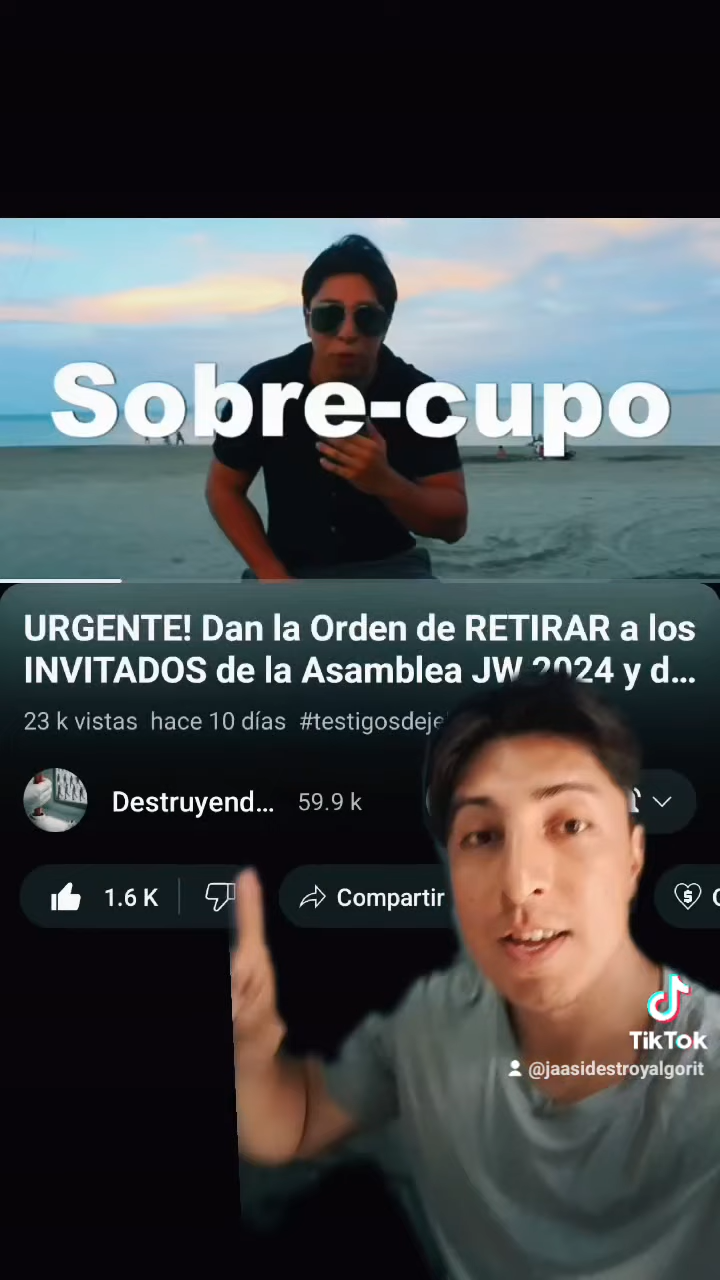 Sobre-cupo
URGENTE! Dan la Orden de RETIRAR a los
INVITADOS de la Asamblea JW 2024 y d...
23 k vistas hace 10 días #testigosdeje
Destruyend... 59.9 k
1.6 K
Compartir
TikTok
@jaasidestroyalgorit